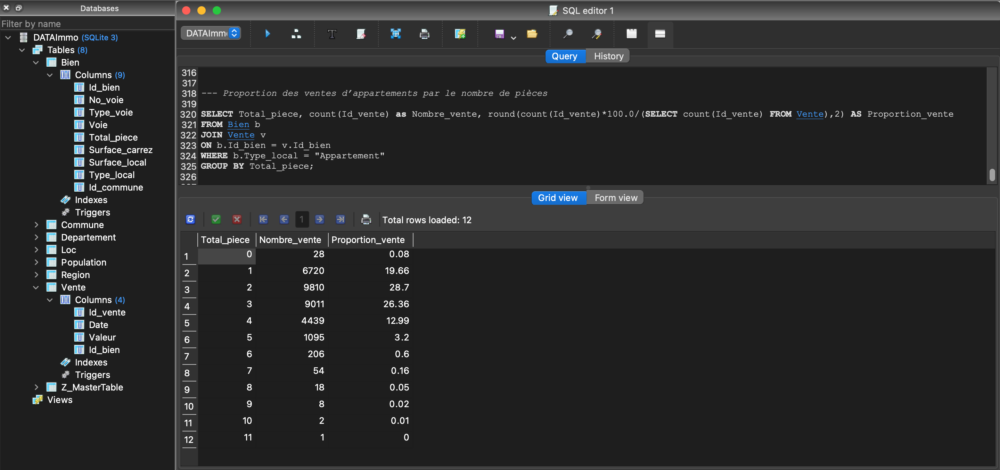 Databases
Filter by name
DATAImmo (SQLite 3)
Tables (8)
Bien
Columns (9)
Id_bien
No_voie
Type_voie
Voie
Total_piece
Surface_carrez
Surface_local
Type_local
Id_commune
Indexes
Triggers
Commune
Departement
Loc
Population
Region
Vente
Columns (4)
Id_vente
Date
Valeur
Id_bien
Indexes
Triggers
Z_MasterTable
Views
SQL editor 1
DATAImm
Query History
316
317
318 --- Proportion des ventes d’appartements par le nombre de pièces
319
320 SELECT Total_piece, count(Id_vente) as Nombre_vente, round(count(Id_vente)*100.0/(SELECT count(Id_vente) FROM Vente),2) AS Proportion_vente
321 FROM Bien b
322 JOIN Vente v
323 ON b.Id_bien = v.Id_bien
324 WHERE b.Type_local = "Appartement"
325 GROUP BY Total_piece;
326
Grid view Form view
1 Total rows loaded: 12
Total_piece Nombre_vente Proportion_vente
1 0 28 0.08
2 1 6720 19.66
3 2 9810 28.7
4 3 9011 26.36
5 4 4439 12.99
6 5 1095 3.2
7 6 206 0.6
8 7 54 0.16
9 8 18 0.05
10 9 8 0.02
11 10 2 0.01
12 11 1 0